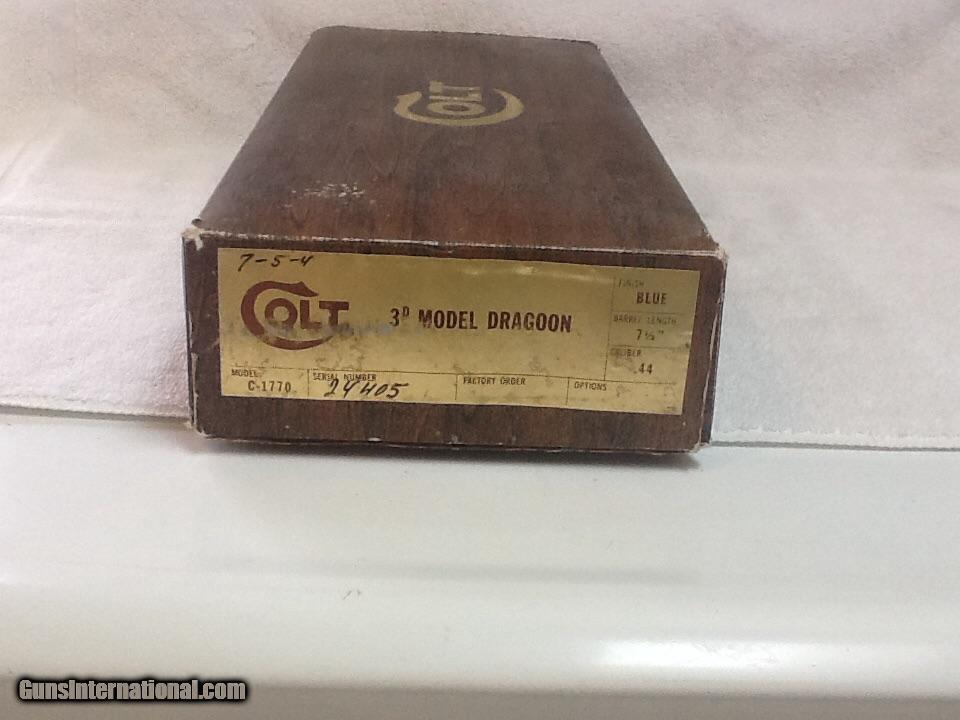 COLT
7-5-4
COLT
3D MODEL DRAGOON
FINISH
BLUE
BARREL LENGTH
7½"
CALIBER
.44
MODEL
C-1770
SERIAL NUMBER
24405
FACTORY ORDER
OPTIONS
GunsInternational.com